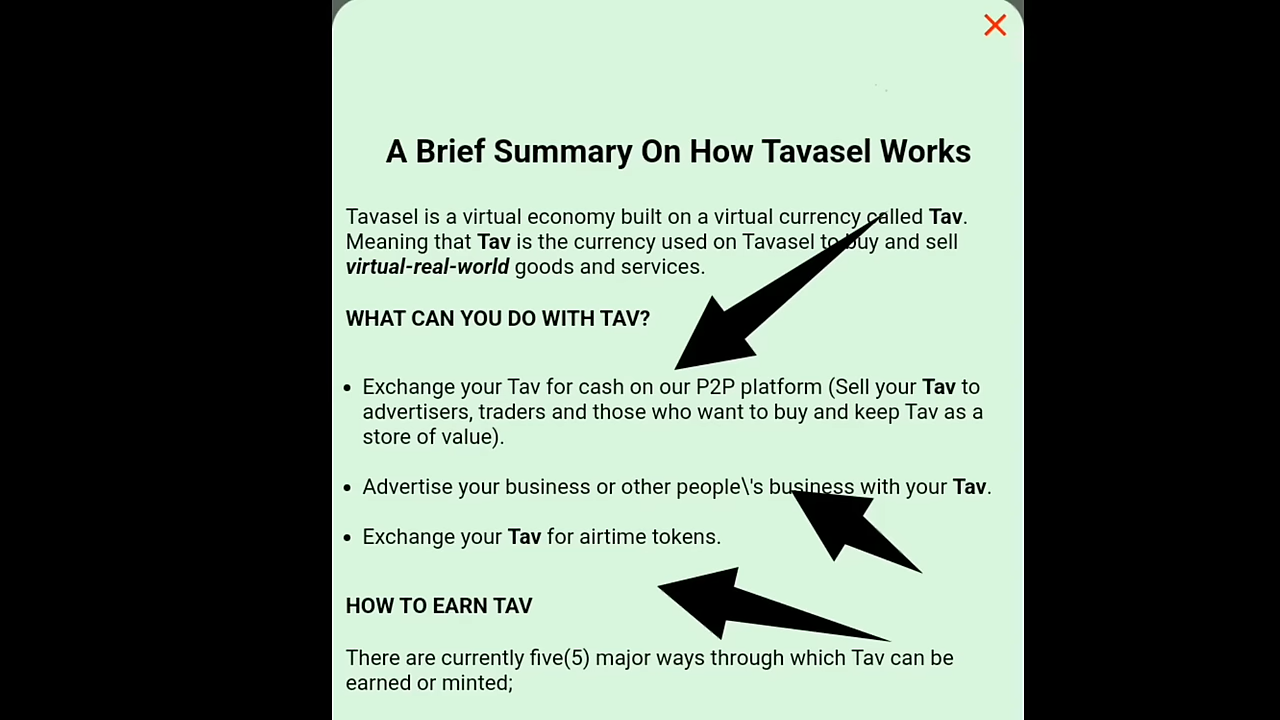 A Brief Summary On How Tavasel Works
Tavasel is a virtual economy built on a virtual currency called Tav.
Meaning that Tav is the currency used on Tavasel to buy and sell
virtual-real-world goods and services.
WHAT CAN YOU DO WITH TAV?
• Exchange your Tav for cash on our P2P platform (Sell your Tav to
advertisers, traders and those who want to buy and keep Tav as a
store of value).
• Advertise your business or other people\'s business with your Tav.
• Exchange your Tav for airtime tokens.
HOW TO EARN TAV
There are currently five(5) major ways through which Tav can be
earned or minted;